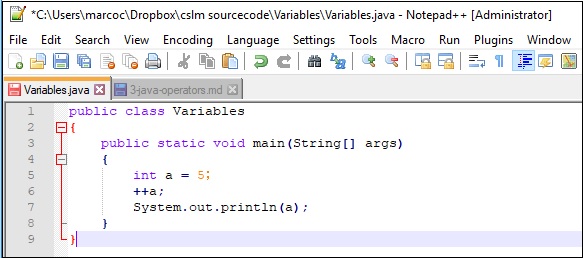 *C:\Users\marcoc\Dropbox\cslm sourcecode\Variables\Variables.java - Notepad++ [Administrator]
File Edit Search View Encoding Language Settings Tools Macro Run Plugins Window
Variables.java 3-java-operators.md
1 public class Variables
2 {
3 public static void main(String[] args)
4 {
5 int a = 5;
6 ++a;
7 System.out.println(a);
8 }
9 }